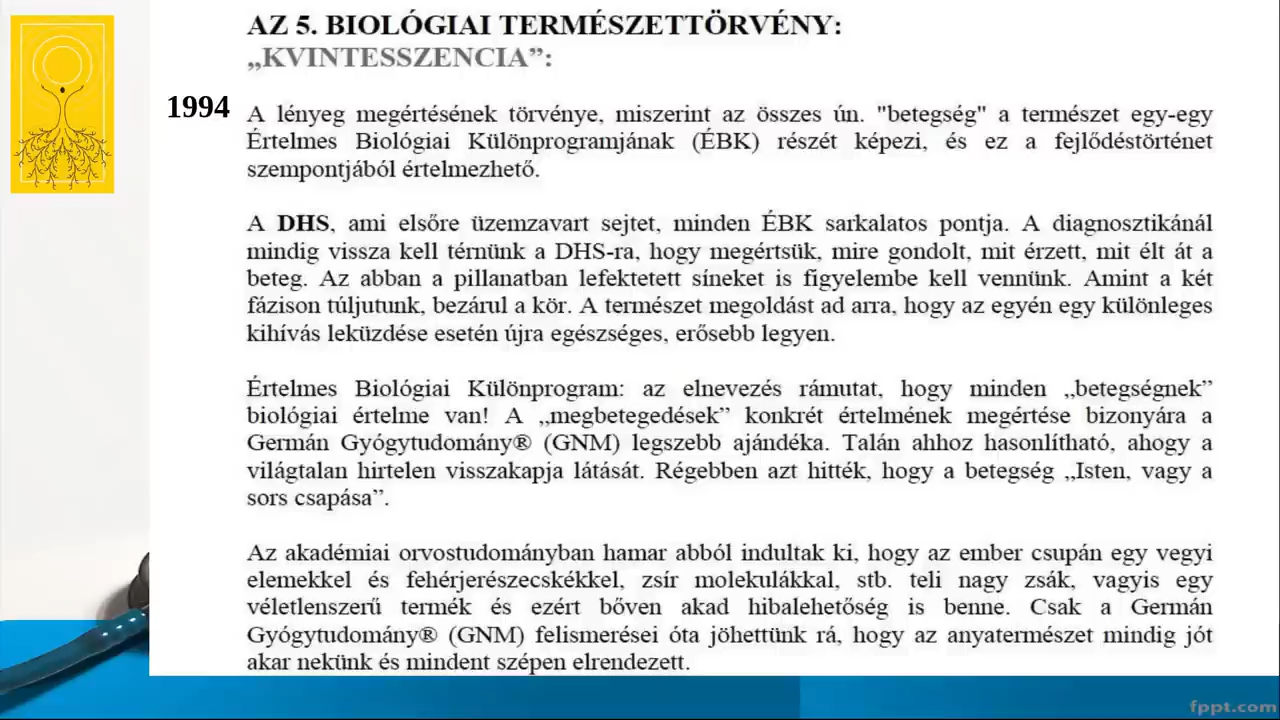 AZ 5. BIOLÓGIAI TERMÉSZETTÖRVÉNY:
„KVINTESSZENCIA”:
1994
A lényeg megértésének törvénye, miszerint az összes ún. "betegség" a természet egy-egy
Értelmes Biológiai Különprogramjának (ÉBK) részét képezi, és ez a fejlődéstörténet
szempontjából értelmezhető.
A DHS, ami elsőre üzemzavart sejtet, minden ÉBK sarkalatos pontja. A diagnosztikánál
mindig vissza kell térnünk a DHS-ra, hogy megértsük, mire gondolt, mit érzett, mit élt át a
beteg. Az abban a pillanatban lefektetett síneket is figyelembe kell vennünk. Amint a két
fázison túljutunk, bezárul a kör. A természet megoldást ad arra, hogy az egyén egy különleges
kihívás leküzdése esetén újra egészséges, erősebb legyen.
Értelmes Biológiai Különprogram: az elnevezés rámutat, hogy minden „betegségnek”
biológiai értelme van! A „megbetegedések” konkrét értelmének megértése bizonyára a
Germán Gyógytudomány® (GNM) legszebb ajándéka. Talán ahhoz hasonlítható, ahogy a
világtalan hirtelen visszakapja látását. Régebben azt hitték, hogy a betegség „Isten, vagy a
sors csapása”.
Az akadémiai orvostudományban hamar abból indultak ki, hogy az ember csupán egy vegyi
elemekkel és fehérjerészecskékkel, zsír molekulákkal, stb. teli nagy zsák, vagyis egy
véletlenszerű termék és ezért bőven akad hibalehetőség is benne. Csak a Germán
Gyógytudomány® (GNM) felismerései óta jöhettünk rá, hogy az anyatermészet mindig jót
akar nekünk és mindent szépen elrendezett.
fppt.com